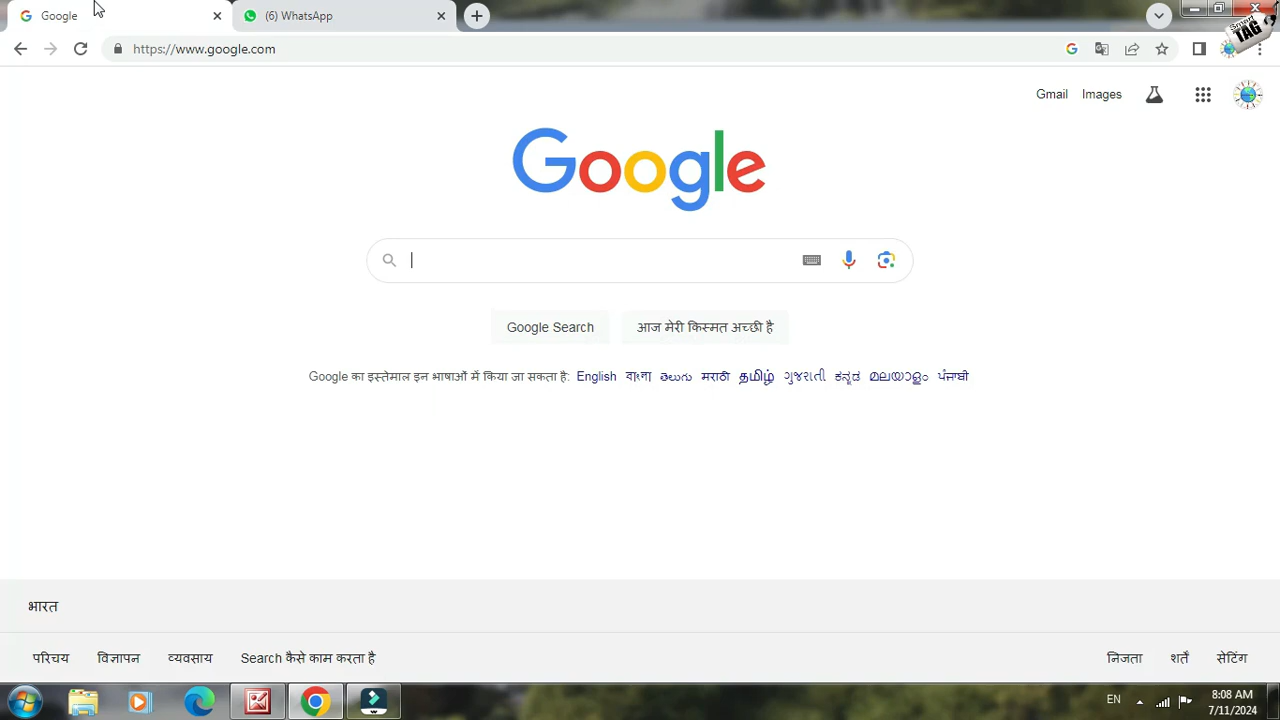 Google
(6) WhatsApp
https://www.google.com
Smart
TAG
Gmail
Images
Google
Google Search
आज मेरी किस्मत अच्छी है
Google का इस्तेमाल इन भाषाओं में किया जा सकता है: English বাংলা తెలుగు मराठी தமிழ் ગુજરાતી ಕನ್ನಡ മലയാളം ਪੰਜਾਬੀ
भारत
परिचय
विज्ञापन
व्यवसाय
Search कैसे काम करता है
निजता
शर्तें
सेटिंग
EN
8:08 AM
7/11/2024